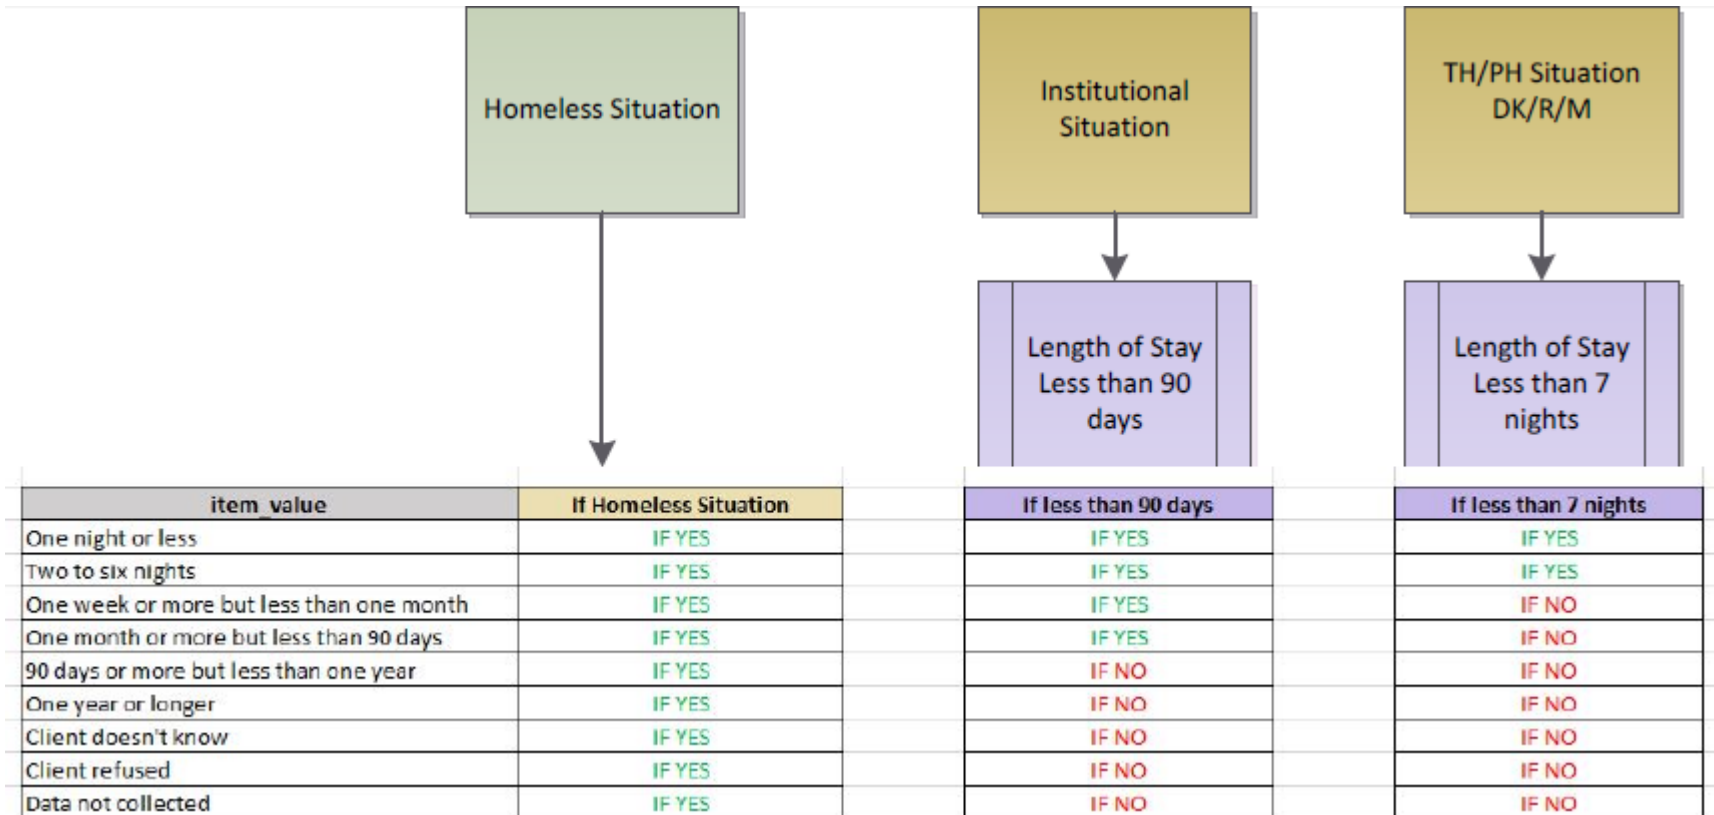 Homeless Situation
Institutional
Situation
TH/PH Situation
DK/R/M
Length of Stay
Less than 90
days
Length of Stay
Less than 7
nights
item_value If Homeless Situation If less than 90 days If less than 7 nights
One night or less IF YES IF YES IF YES
Two to six nights IF YES IF YES IF YES
One week or more but less than one month IF YES IF YES IF NO
One month or more but less than 90 days IF YES IF YES IF NO
90 days or more but less than one year IF YES IF NO IF NO
One year or longer IF YES IF NO IF NO
Client doesn't know IF YES IF NO IF NO
Client refused IF YES IF NO IF NO
Data not collected IF YES IF NO IF NO